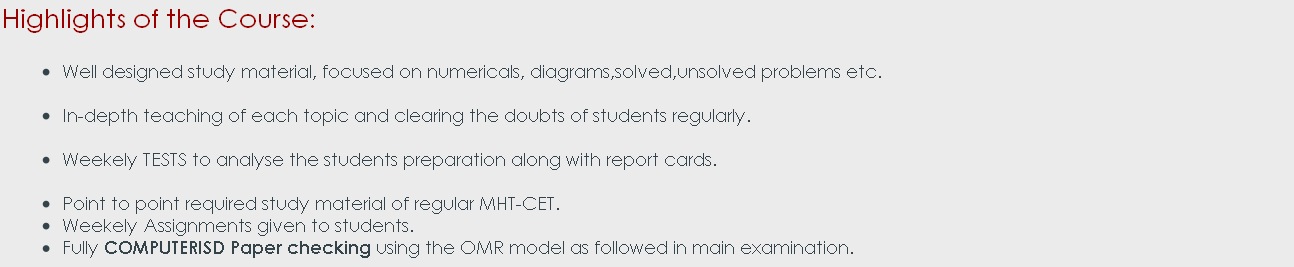 Highlights of the Course:
Well designed study material, focused on numericals, diagrams,solved,unsolved problems etc.
In-depth teaching of each topic and clearing the doubts of students regularly.
Weekely TESTS to analyse the students preparation along with report cards.
Point to point required study material of regular MHT-CET.
Weekely Assignments given to students.
Fully COMPUTERISD Paper checking using the OMR model as followed in main examination.